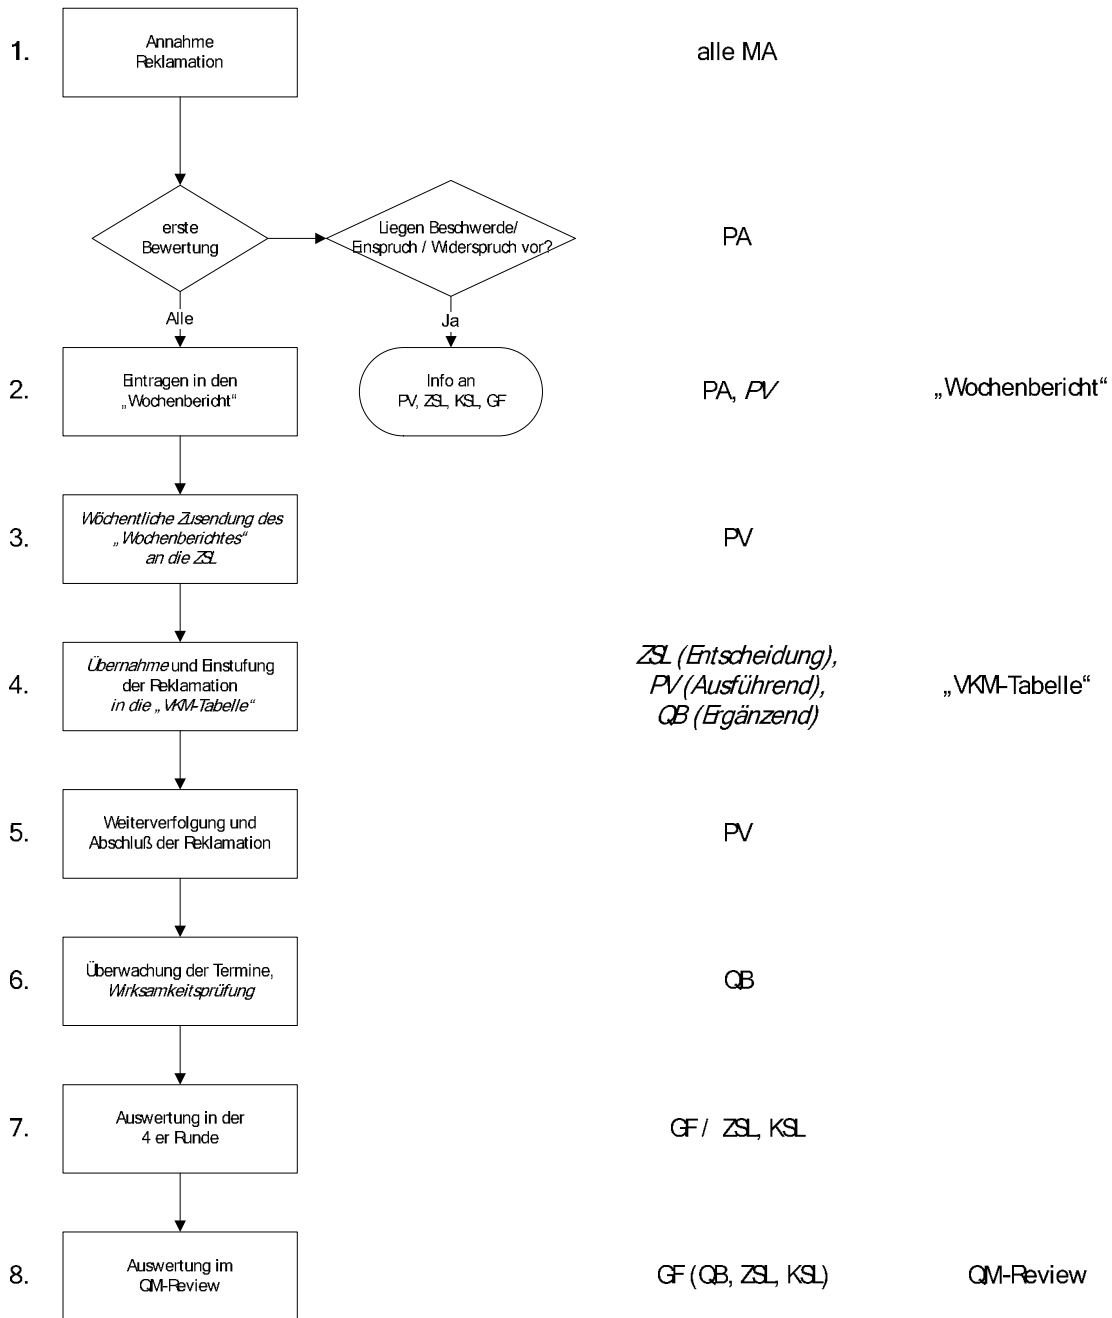 1.
Annahme
Reklamation
alle MA
erste
Bewertung
Liegen Beschwerde/
Einspruch / Widerspruch vor?
PA
Alle
Ja
2.
Eintragen in den
„Wochenbericht“
Info an
PV, ZSL, KSL, GF
PA, PV
„Wochenbericht“
3.
Wöchentliche Zusendung des
„Wochenberichtes“
an die ZSL
PV
4.
Übernahme und Einstufung
der Reklamation
in die „VKM-Tabelle“
ZSL (Entscheidung),
PV (Ausführend),
QB (Ergänzend)
„VKM-Tabelle“
5.
Weiterverfolgung und
Abschluß der Reklamation
PV
6.
Überwachung der Termine,
Wirksamkeitsprüfung
QB
7.
Auswertung in der
4 er Runde
GF / ZSL, KSL
8.
Auswertung im
QM-Review
GF (QB, ZSL, KSL)
QM-Review